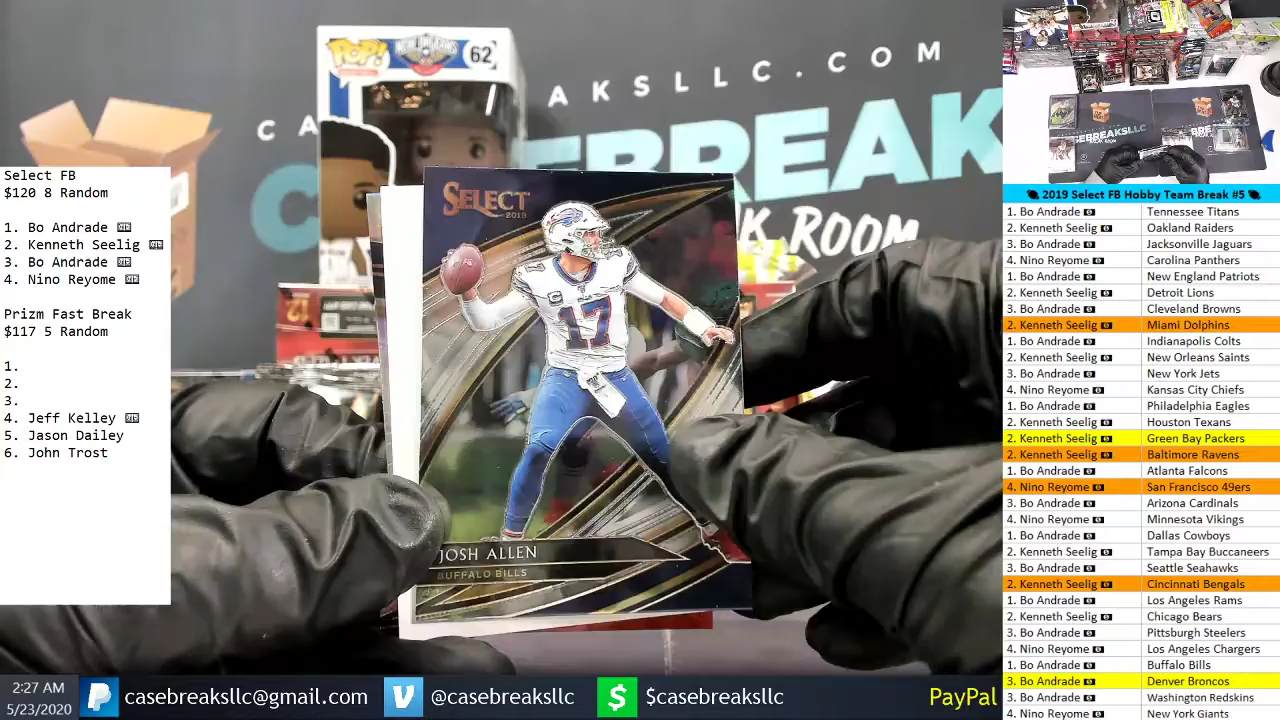 Select FB
$120 8 Random
1. Bo Andrade
2. Kenneth Seelig
3. Bo Andrade
4. Nino Reyome
Prizm Fast Break
$117 5 Random
1.
2.
3.
4. Jeff Kelley
5. Jason Dailey
6. John Trost
POP!
NEW ORLEANS
62
AKSLLC.COM
CA
C EBREAK
K ROOM
SELECT
2019
17
JOSH ALLEN
BUFFALO BILLS
2019 Select FB Hobby Team Break #5
1. Bo Andrade Tennessee Titans
2. Kenneth Seelig Oakland Raiders
3. Bo Andrade Jacksonville Jaguars
4. Nino Reyome Carolina Panthers
1. Bo Andrade New England Patriots
2. Kenneth Seelig Detroit Lions
3. Bo Andrade Cleveland Browns
2. Kenneth Seelig Miami Dolphins
1. Bo Andrade Indianapolis Colts
2. Kenneth Seelig New Orleans Saints
3. Bo Andrade New York Jets
4. Nino Reyome Kansas City Chiefs
1. Bo Andrade Philadelphia Eagles
2. Kenneth Seelig Houston Texans
2. Kenneth Seelig Green Bay Packers
2. Kenneth Seelig Baltimore Ravens
1. Bo Andrade Atlanta Falcons
4. Nino Reyome San Francisco 49ers
3. Bo Andrade Arizona Cardinals
4. Nino Reyome Minnesota Vikings
1. Bo Andrade Dallas Cowboys
2. Kenneth Seelig Tampa Bay Buccaneers
3. Bo Andrade Seattle Seahawks
2. Kenneth Seelig Cincinnati Bengals
1. Bo Andrade Los Angeles Rams
2. Kenneth Seelig Chicago Bears
3. Bo Andrade Pittsburgh Steelers
4. Nino Reyome Los Angeles Chargers
1. Bo Andrade Buffalo Bills
3. Bo Andrade Denver Broncos
3. Bo Andrade Washington Redskins
4. Nino Reyome New York Giants
2:27 AM
5/23/2020
casebreaksllc@gmail.com
@casebreaksllc
$casebreaksllc
PayPal